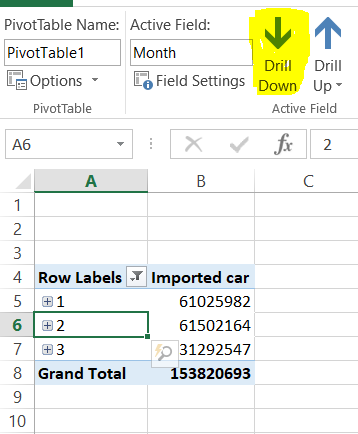 PivotTable Name: Active Field:
PivotTable1 Month Drill Drill
Options Field Settings Down Up
PivotTable Active Field
A6 fx 2
A B C
1
2
3
4 Row Labels Imported car
5 1 61025982
6 2 61502164
7 3 31292547
8 Grand Total 153820693
9
10